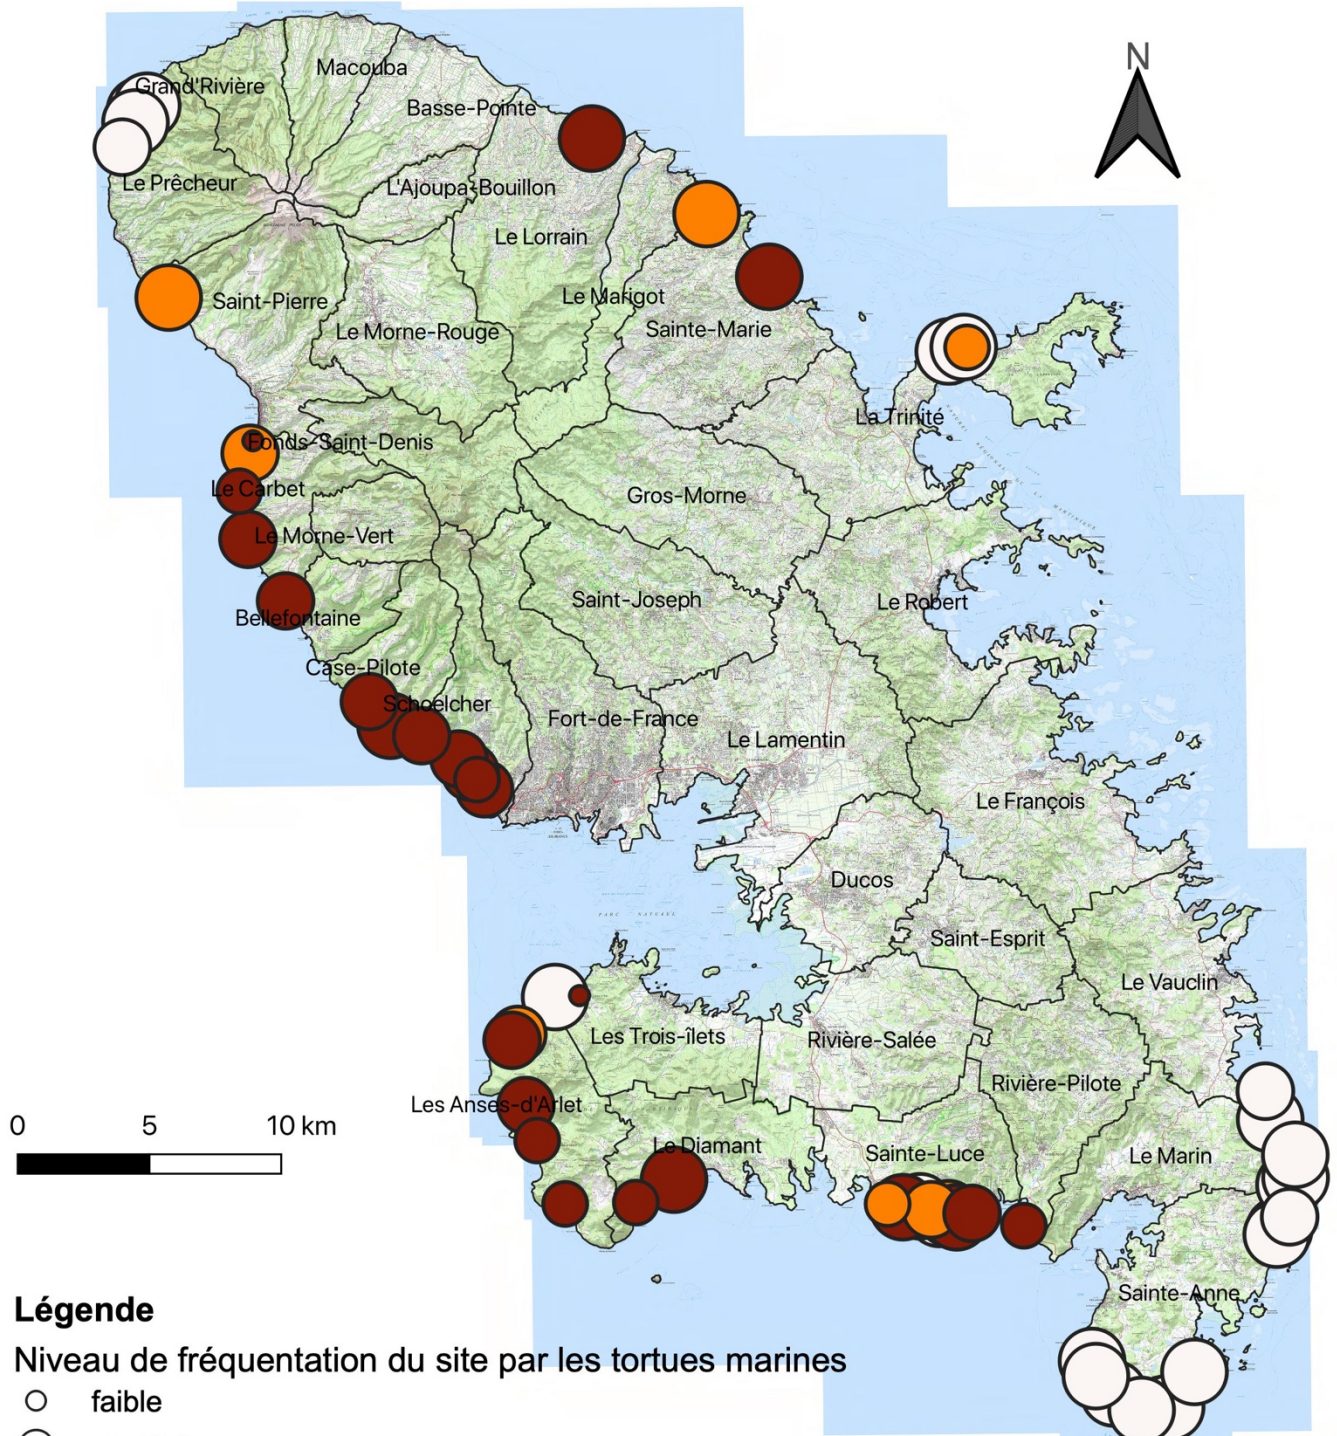 N
Macouba
Grand'Rivière
Basse-Pointe
Le Prêcheur
L'Ajoupa-Bouillon
Le Lorrain
Saint-Pierre
Le Marigot
Le Morne-Rouge
Sainte-Marie
La Trinité
Fonds-Saint-Denis
Le Carbet
Gros-Morne
Le Morne-Vert
Saint-Joseph
Le Robert
Bellefontaine
Case-Pilote
Schoelcher
Fort-de-France
Le Lamentin
Le François
Ducos
PARC NATUREL
Saint-Esprit
Le Vauclin
Les Trois-îlets
Rivière-Salée
Rivière-Pilote
Les Anses-d'Arlet
0 5 10 km
Le Diamant
Sainte-Luce
Le Marin
Sainte-Anne
Légende
Niveau de fréquentation du site par les tortues marines
faible